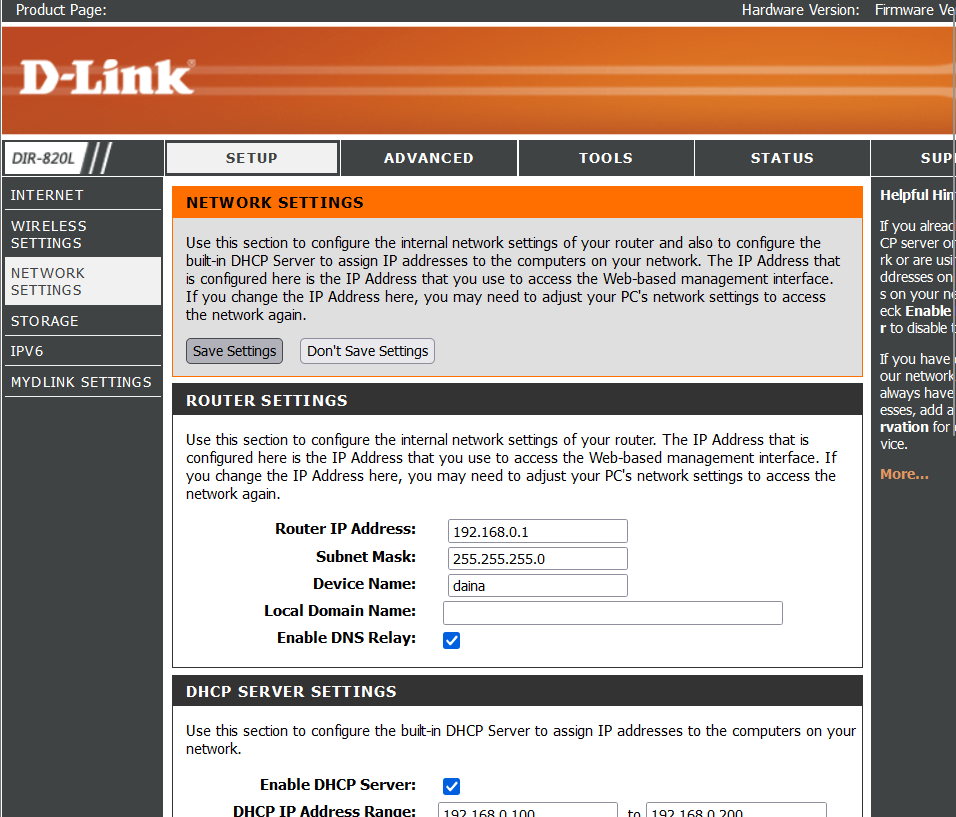 Product Page: Hardware Version: Firmware Ve
D-Link®
DIR-820L SETUP ADVANCED TOOLS STATUS SUP
INTERNET
WIRELESS
SETTINGS
NETWORK
SETTINGS
STORAGE
IPV6
MYDLINK SETTINGS
NETWORK SETTINGS
Use this section to configure the internal network settings of your router and also to configure the
built-in DHCP Server to assign IP addresses to the computers on your network. The IP Address that
is configured here is the IP Address that you use to access the Web-based management interface.
If you change the IP Address here, you may need to adjust your PC's network settings to access
the network again.
Save Settings Don't Save Settings
ROUTER SETTINGS
Use this section to configure the internal network settings of your router. The IP Address that is
configured here is the IP Address that you use to access the Web-based management interface. If
you change the IP Address here, you may need to adjust your PC's network settings to access the
network again.
Router IP Address: 192.168.0.1
Subnet Mask: 255.255.255.0
Device Name: daina
Local Domain Name:
Enable DNS Relay:
DHCP SERVER SETTINGS
Use this section to configure the built-in DHCP Server to assign IP addresses to the computers on your
network.
Enable DHCP Server:
DHCP IP Address Range: 192.168.0.100 to 192.168.0.200
Helpful Hin
If you alread
CP server on
rk or are usi
ddresses on
s on your ne
eck Enable
r to disable t
If you have
our network
always have
esses, add a
rvation for
vice.
More...